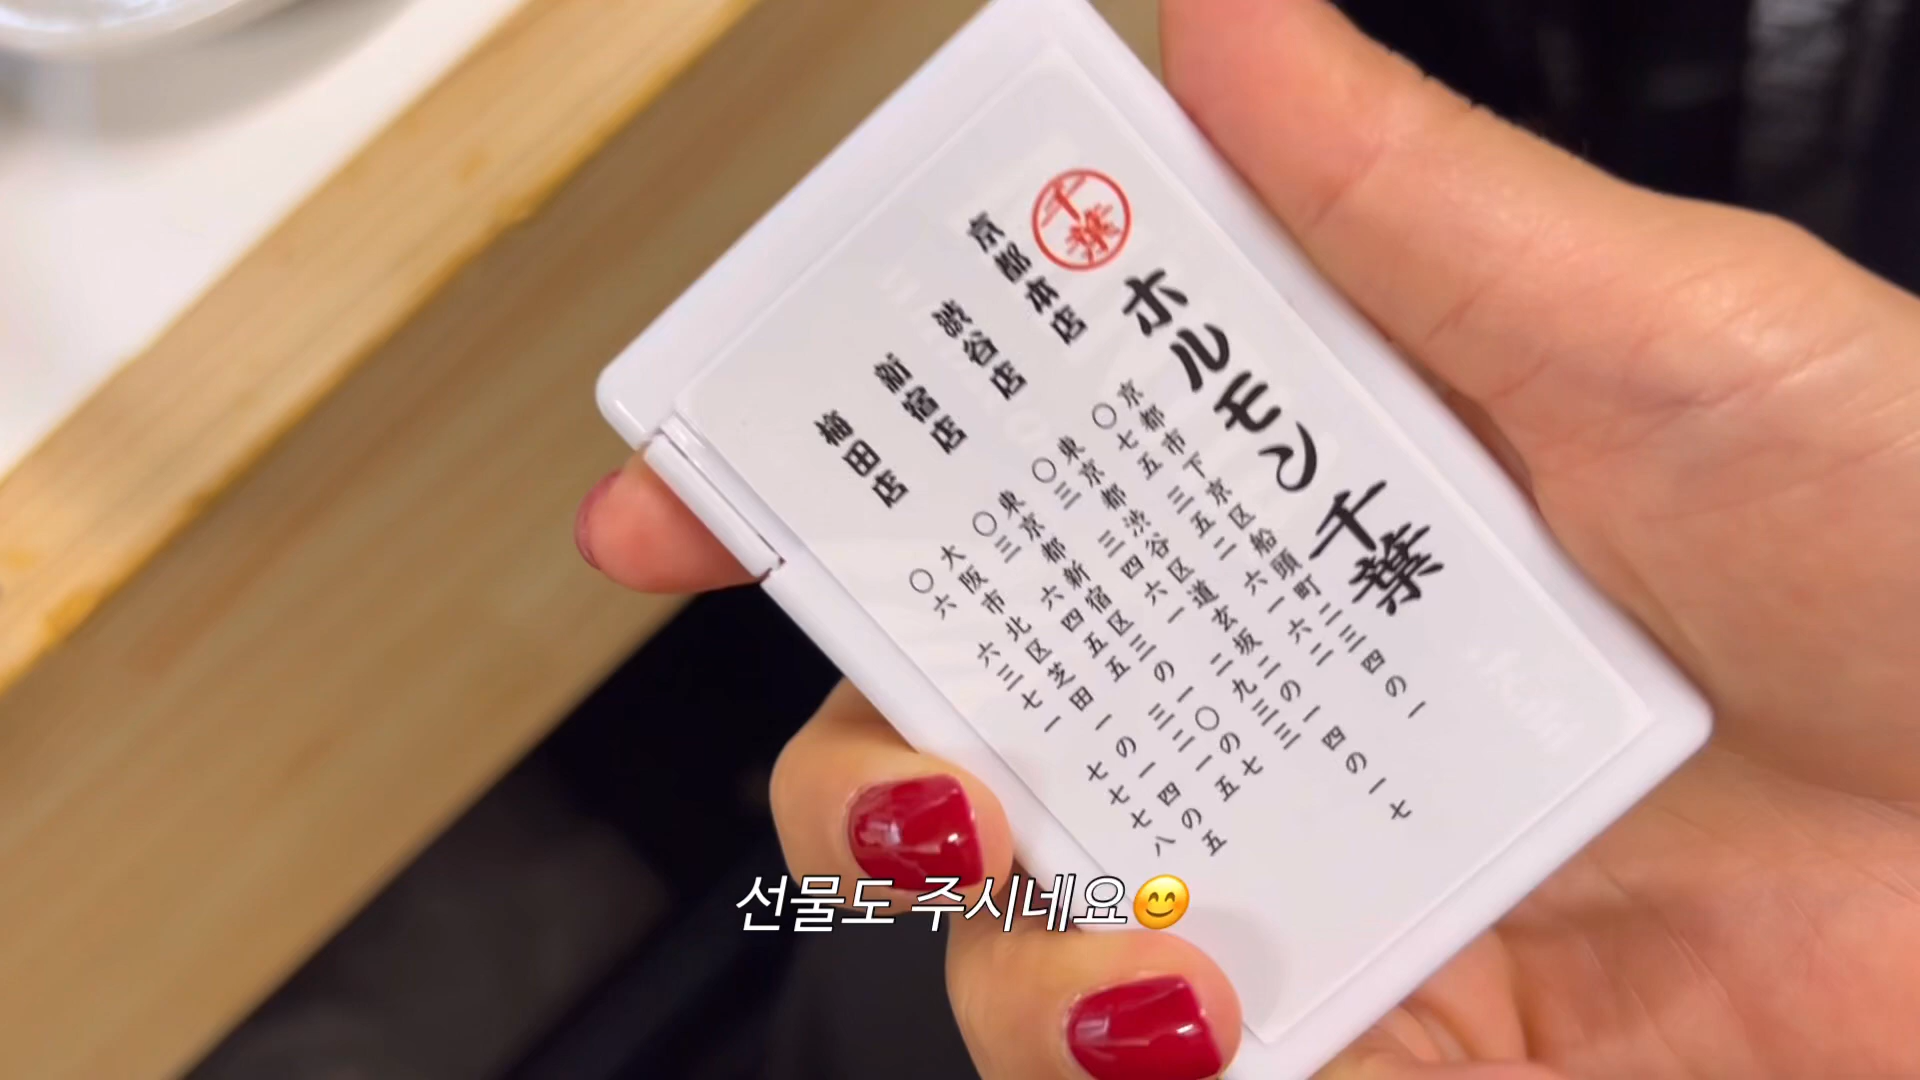 千葉
ホルモン千葉
京都本店
京都市下京区船頭町二三四の一
〇七五 三五二 六一六二
渋谷店
東京都渋谷区道玄坂二の一四の一七
〇三 三四六一 二九三三
新宿店
東京都新宿区三の一〇の七
〇三 六四五五 三二一五
梅田店
大阪市北区芝田一の一四の五
〇六 六三七一 七七七八
선물도 주시네요😊